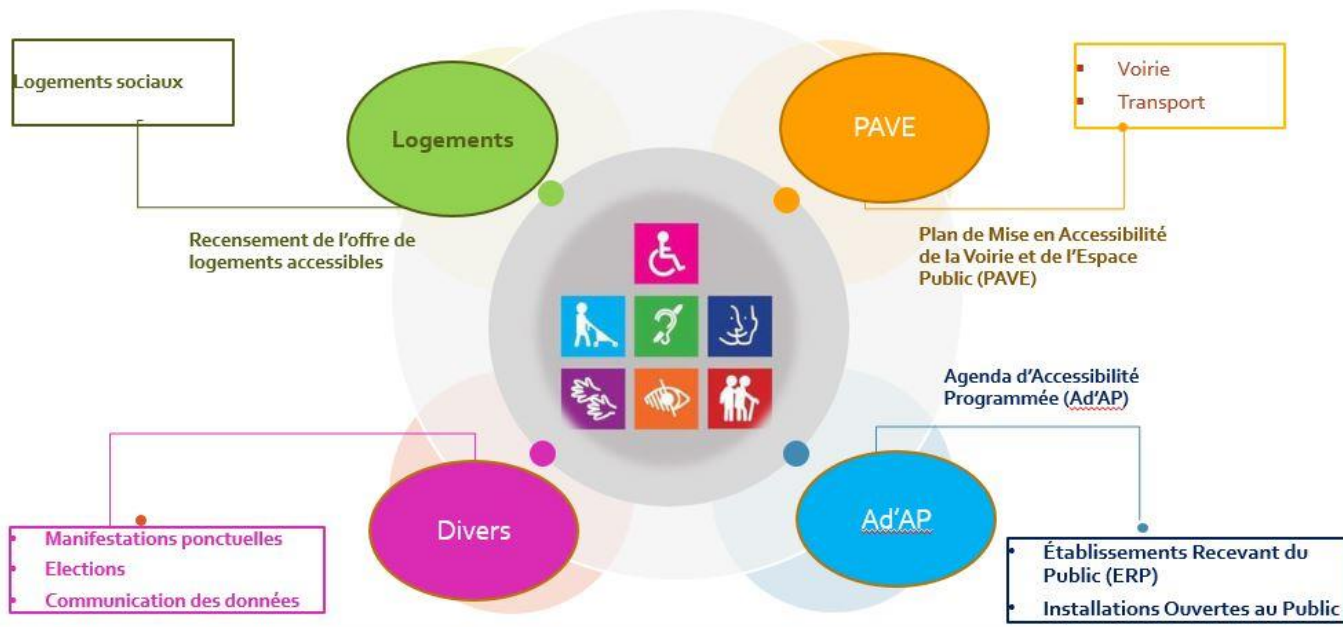 Logements sociaux
Logements
Recensement de l’offre de
logements accessibles
PAVE
▪ Voirie
▪ Transport
Plan de Mise en Accessibilité
de la Voirie et de l’Espace
Public (PAVE)
Agenda d’Accessibilité
Programmée (Ad’AP)
Divers
• Manifestations ponctuelles
• Elections
• Communication des données
Ad’AP
• Établissements Recevant du
Public (ERP)
• Installations Ouvertes au Public